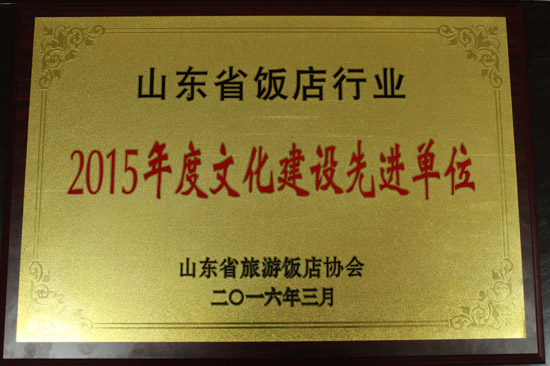 山东省饭店行业
2015年度文化建设先进单位
山东省旅游饭店协会
二〇一六年三月